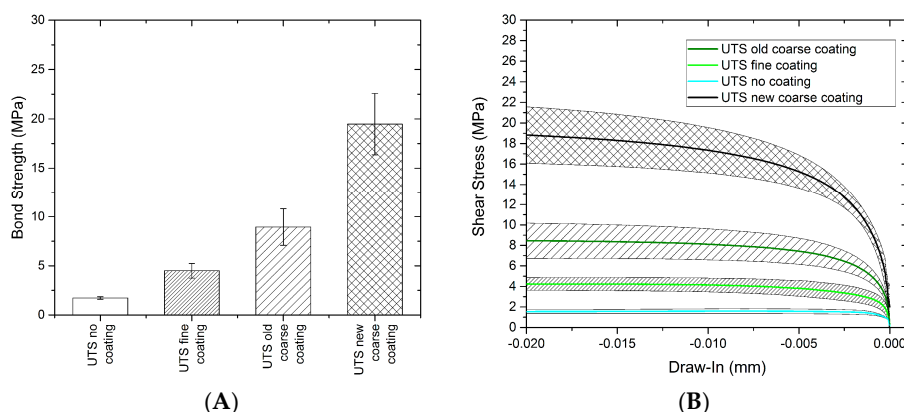 30
25
20
15
10
5
0
Bond Strength (MPa)
UTS no
coating
UTS fine
coating
UTS old
coarse coating
UTS new
coarse coating
(A)
30
28
26
24
22
20
18
16
14
12
10
8
6
4
2
0
Shear Stress (MPa)
UTS old coarse coating
UTS fine coating
UTS no coating
UTS new coarse coating
-0.020
-0.015
-0.010
-0.005
0.000
Draw-In (mm)
(B)